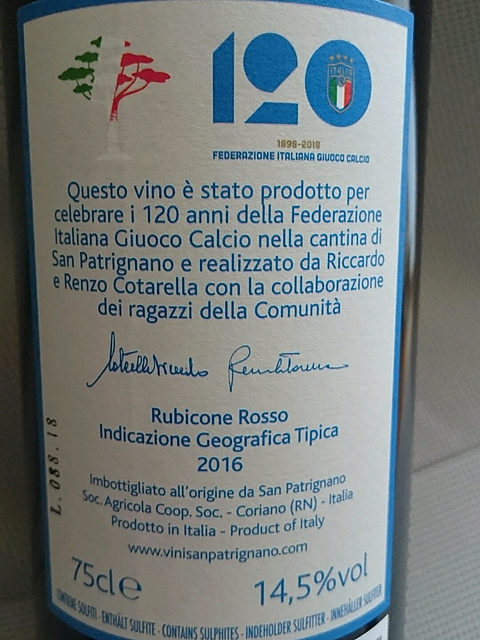 120
ITALIA
1898-2018
FEDERAZIONE ITALIANA GIUOCO CALCIO
Questo vino è stato prodotto per
celebrare i 120 anni della Federazione
Italiana Giuoco Calcio nella cantina di
San Patrignano e realizzato da Riccardo
e Renzo Cotarella con la collaborazione
dei ragazzi della Comunità
Rubicone Rosso
Indicazione Geografica Tipica
2016
L.088.18
Imbottigliato all'origine da San Patrignano
Soc. Agricola Coop. Soc. - Coriano (RN) - Italia
Prodotto in Italia - Product of Italy
www.vinisanpatrignano.com
75cl e
14,5%vol
CONTIENE SOLFITI - ENTHÄLT SULFITE - CONTAINS SULPHITES - INDEHOLDER SULFITTER - INNEHÅLLER SULFITER